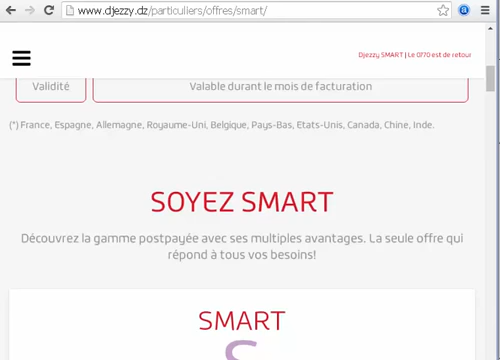 www.djezzy.dz/particuliers/offres/smart/
Djezzy SMART | Le 0770 est de retour
Validité
Valable durant le mois de facturation
(*) France, Espagne, Allemagne, Royaume-Uni, Belgique, Pays-Bas, Etats-Unis, Canada, Chine, Inde.
SOYEZ SMART
Découvrez la gamme postpayée avec ses multiples avantages. La seule offre qui
répond à tous vos besoins!
SMART
S